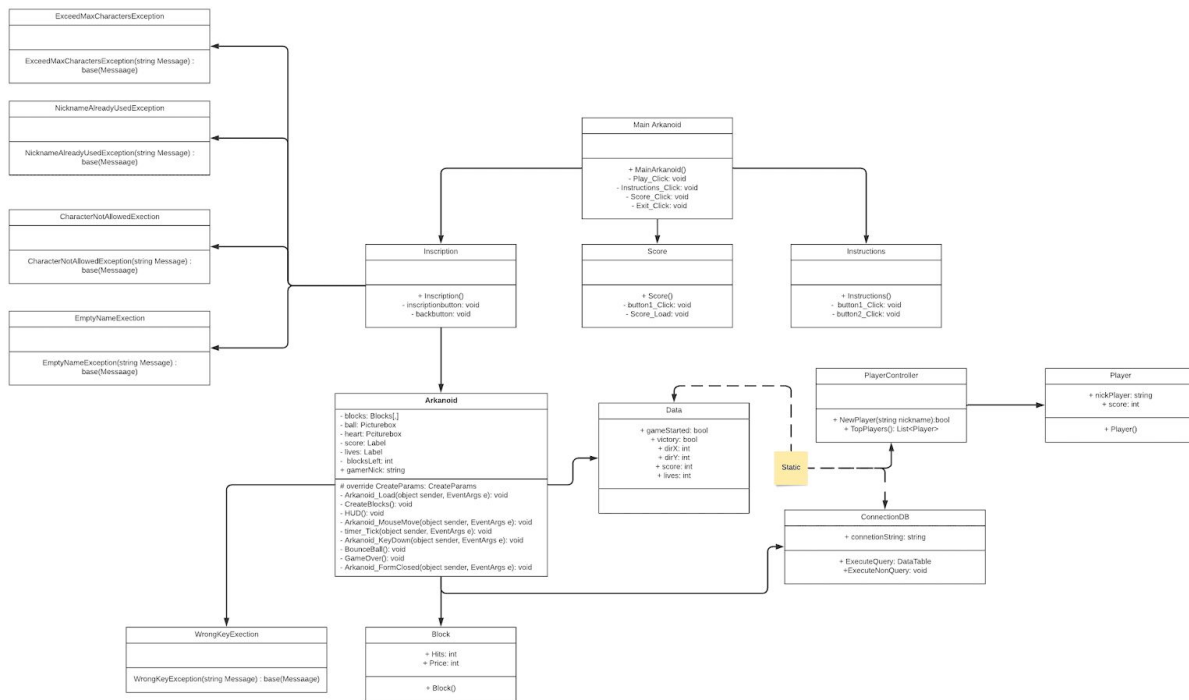 ExceedMaxCharactersException
ExceedMaxCharactersException(string Message) :
base(Messaage)
NicknameAlreadyUsedException
NicknameAlreadyUsedException(string Message) :
base(Messaage)
CharacterNotAllowedExection
CharacterNotAllowedException(string Message) :
base(Messaage)
EmptyNameExection
EmptyNameException(string Message) :
base(Messaage)
Main Arkanoid
+ MainArkanoid()
- Play_Click: void
- Instructions_Click: void
- Score_Click: void
- Exit_Click: void
Inscription
+ Inscription()
- inscriptionbutton: void
- backbutton: void
Score
+ Score()
- button1_Click: void
- Score_Load: void
Instructions
+ Instructions()
- button1_Click: void
- button2_Click: void
Arkanoid
- blocks: Blocks[,]
- ball: Picturebox
- heart: Pciturebox
- score: Label
- lives: Label
- blocksLeft: int
+ gamerNick: string
# override CreateParams: CreateParams
- Arkanoid_Load(object sender, EventArgs e): void
- CreateBlocks(): void
- HUD(): void
- Arkanoid_MouseMove(object sender, EventArgs e): void
- timer_Tick(object sender, EventArgs e): void
- Arkanoid_KeyDown(object sender, EventArgs e): void
- BounceBall(): void
- GameOver(): void
- Arkanoid_FormClosed(object sender, EventArgs e): void
Data
+ gameStarted: bool
+ victory: bool
+ dirX: int
+ dirY: int
+ score: int
+ lives: int
Static
PlayerController
+ NewPlayer(string nickname):bool
+ TopPlayers(): List<Player>
Player
+ nickPlayer: string
+ score: int
+ Player()
ConnectionDB
+ connetionString: string
+ ExecuteQuery: DataTable
+ExecuteNonQuery: void
WrongKeyExection
WrongKeyException(string Message) : base(Messaage)
Block
+ Hits: int
+ Price: int
+ Block()